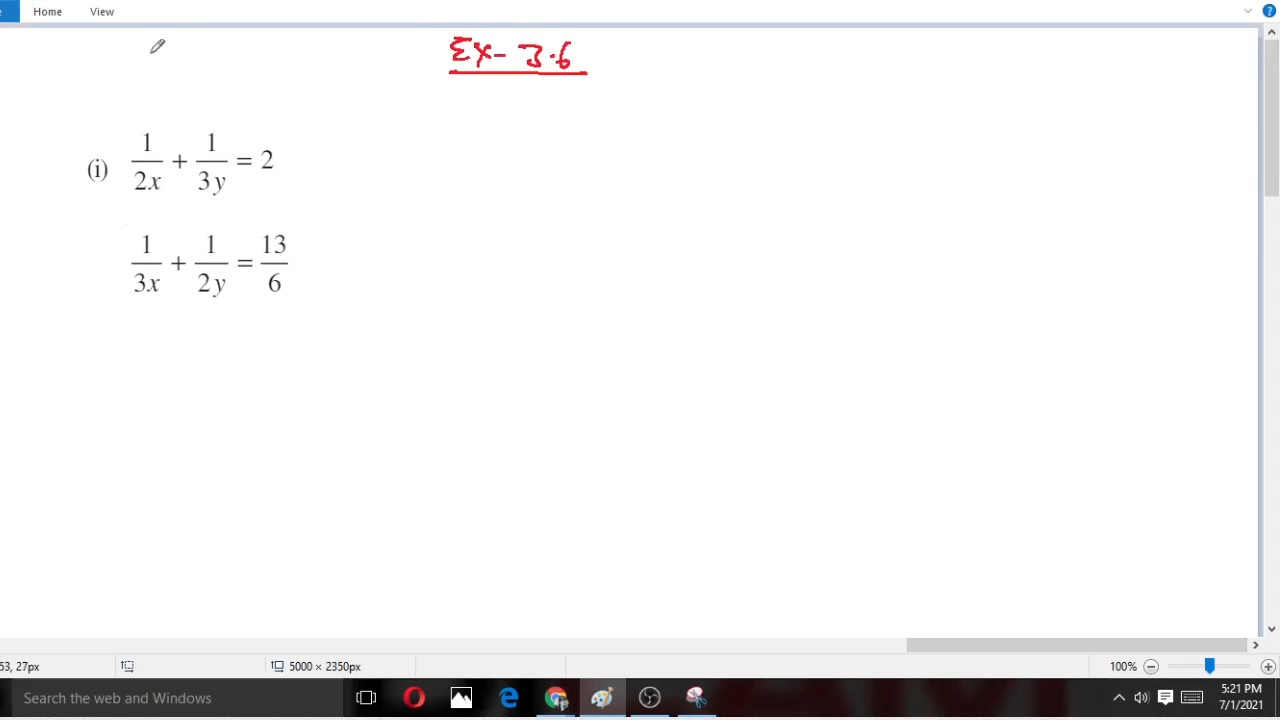 Home View
Ex- 3.6
(i) 1/2x + 1/3y = 2
1/3x + 1/2y = 13/6
53, 27px 5000 × 2350px 100%
Search the web and Windows
5:21 PM
7/1/2021